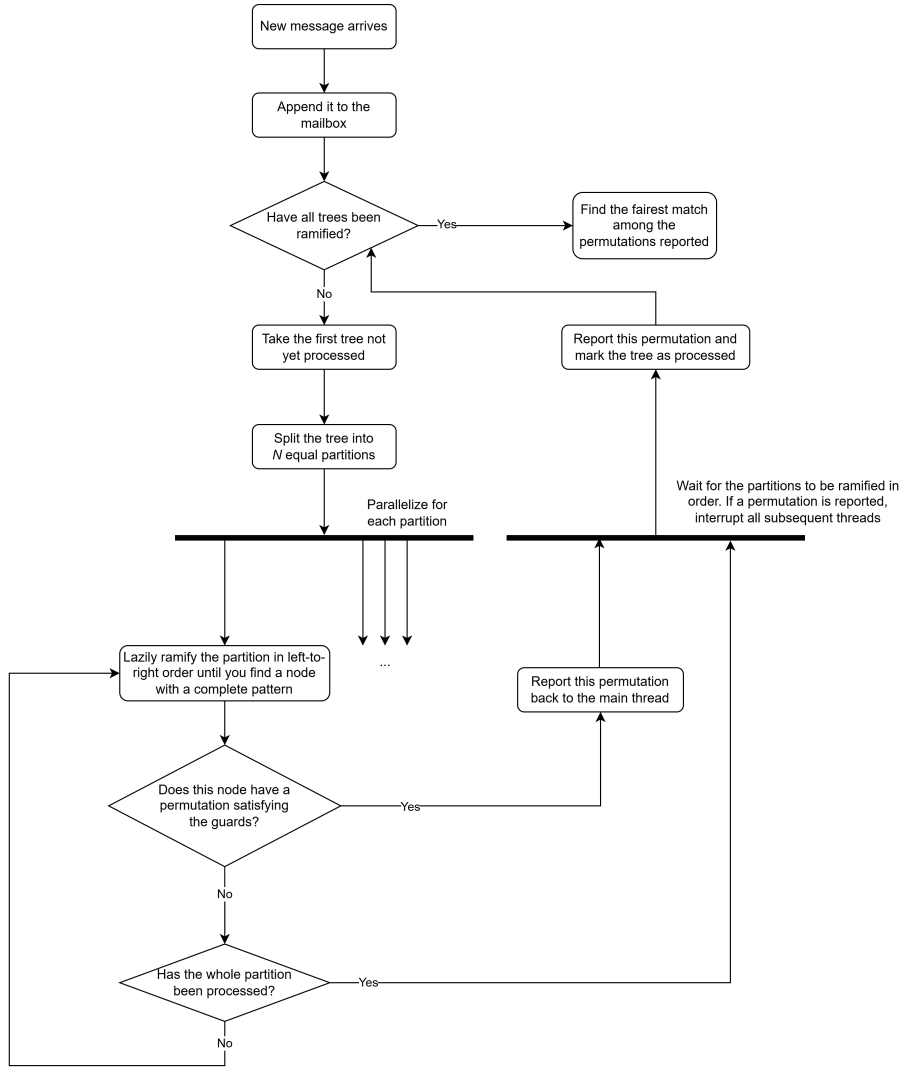 New message arrives
Append it to the
mailbox
Have all trees been
ramified?
Yes
Find the fairest match
among the
permutations reported
No
Take the first tree not
yet processed
Report this permutation and
mark the tree as processed
Split the tree into
N equal partitions
Parallelize for
each partition
Wait for the partitions to be ramified in
order. If a permutation is reported,
interrupt all subsequent threads
...
Lazily ramify the partition in left-to-
right order until you find a node
with a complete pattern
Report this permutation
back to the main thread
Does this node have a
permutation satisfying
the guards?
Yes
No
Has the whole partition
been processed?
Yes
No